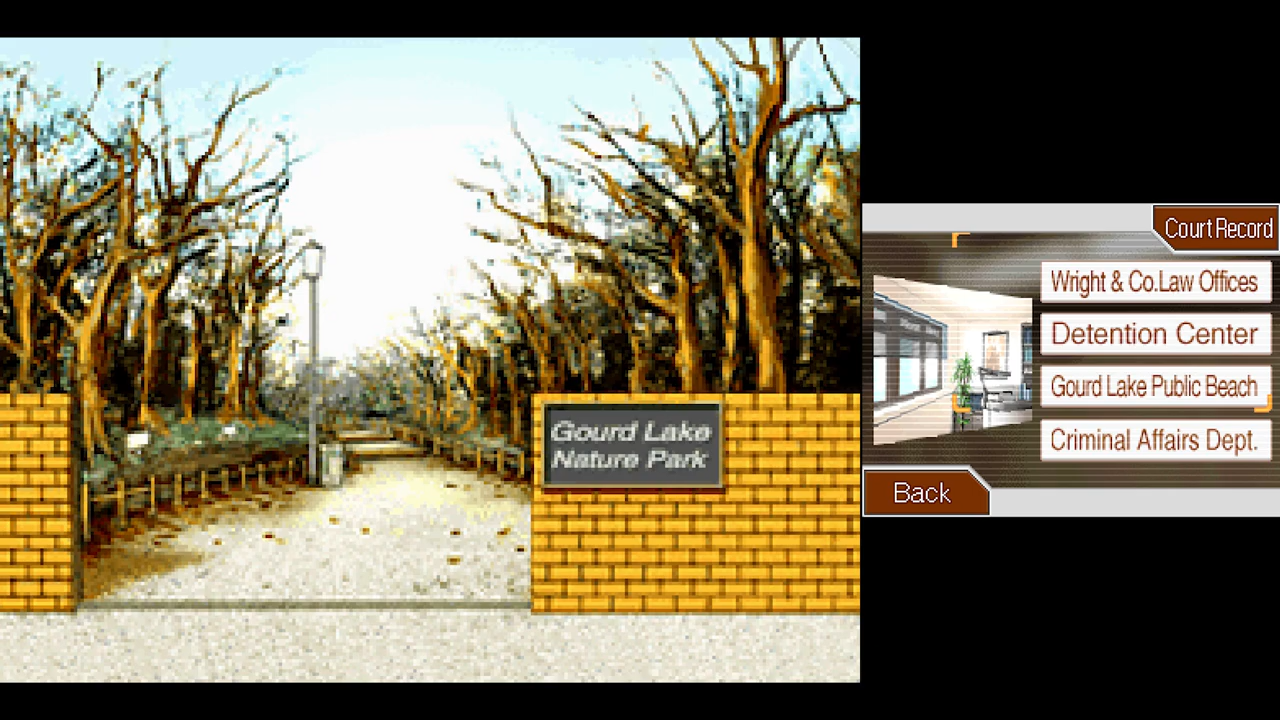 Gourd Lake
Nature Park
Court Record
Wright & Co.Law Offices
Detention Center
Gourd Lake Public Beach
Criminal Affairs Dept.
Back